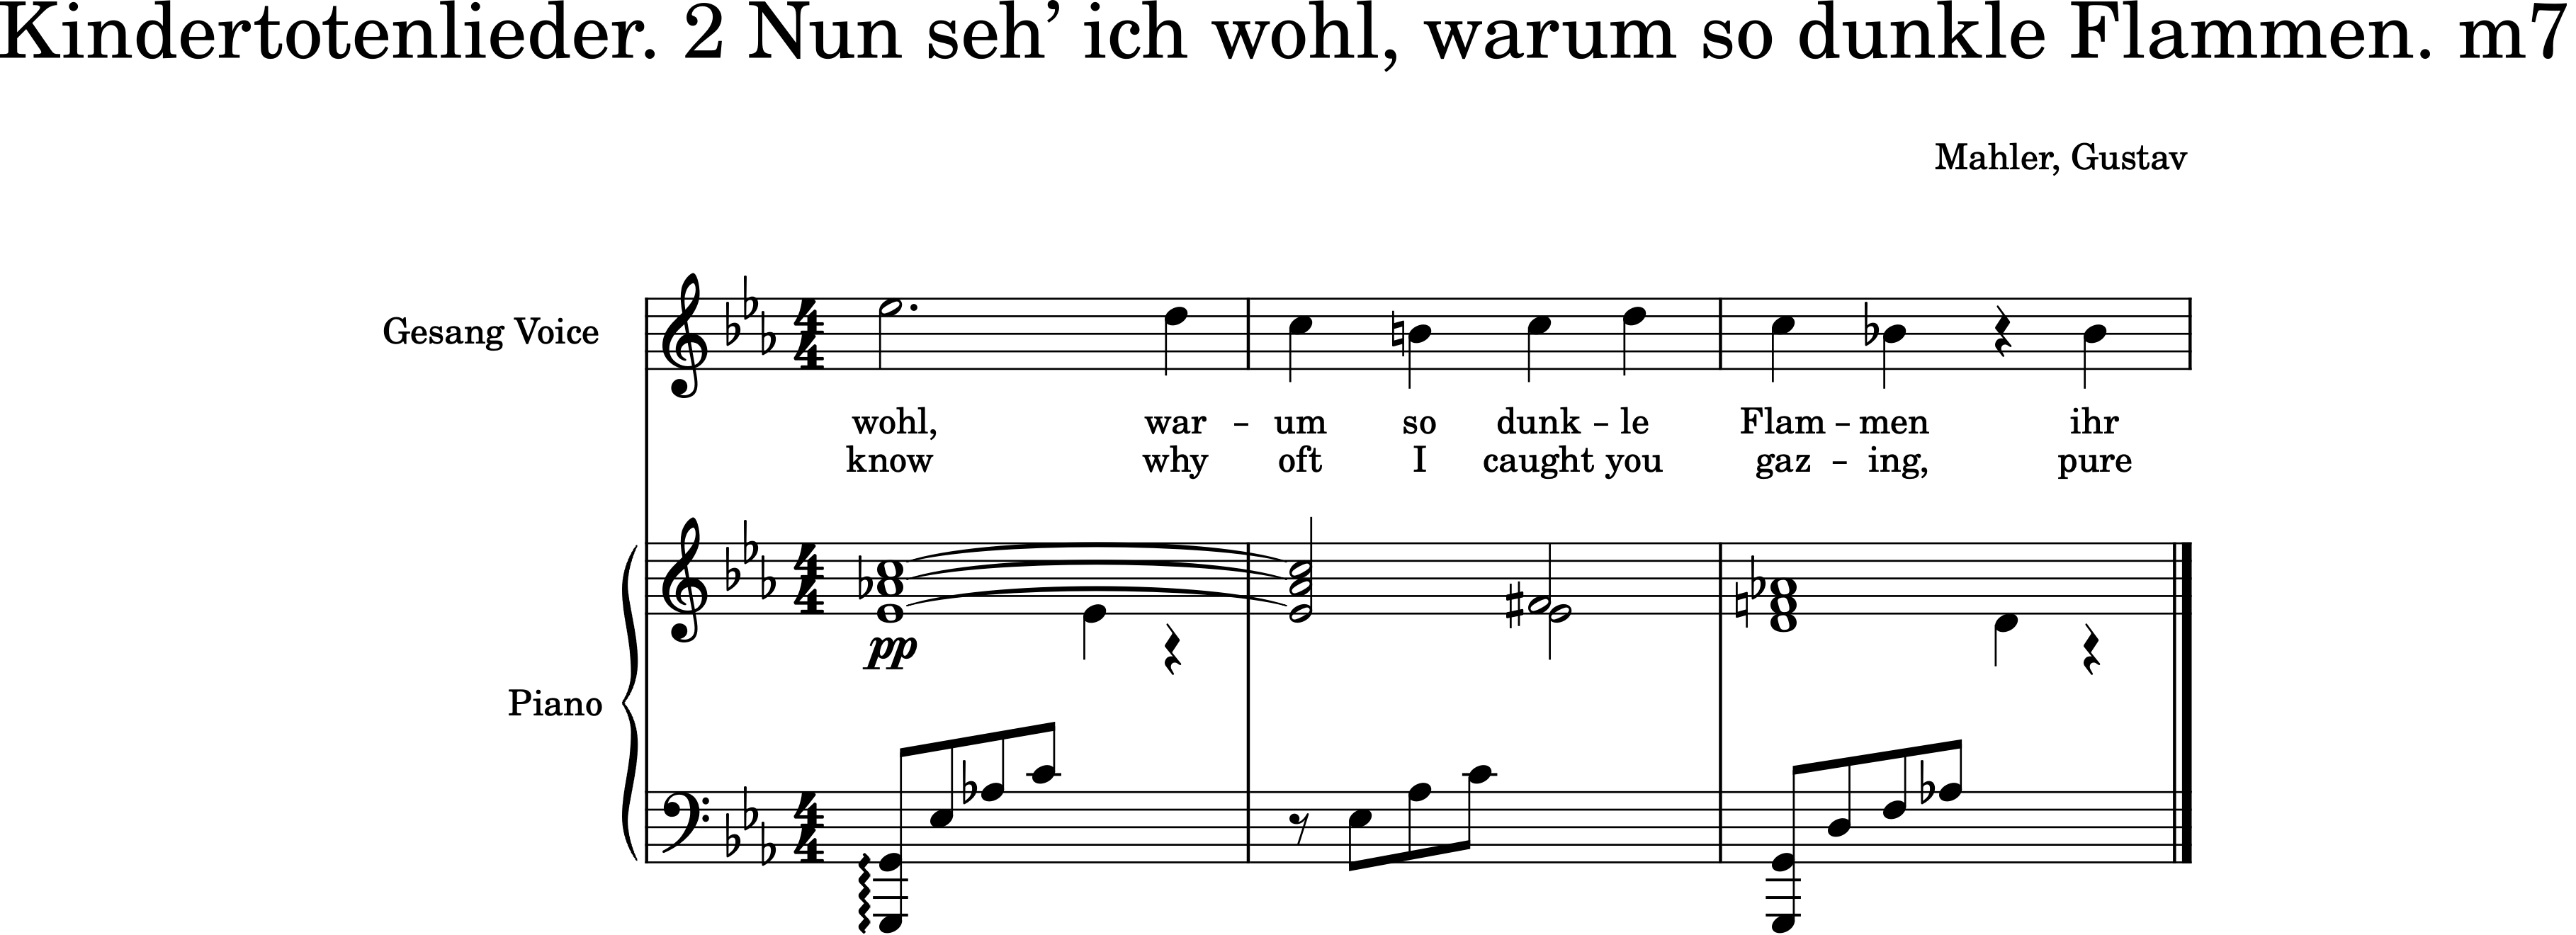 Kindertotenlieder. 2 Nun seh’ ich wohl, warum so dunkle Flammen. m7
Mahler, Gustav
Gesang Voice
wohl, war – um so dunk – le Flam – men ihr
know why oft I caught you gaz – ing, pure
pp
Piano